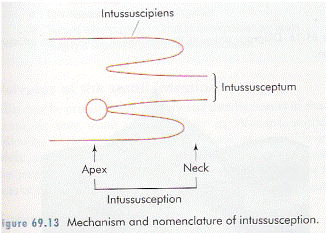 Intussuscipiens
Intussusceptum
Apex
Neck
Intussusception
igure 69.13 Mechanism and nomenclature of intussusception.